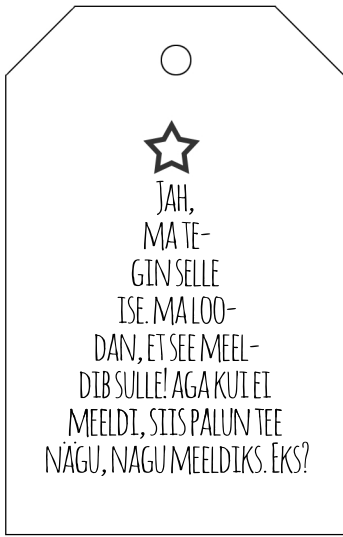 Jah,
ma te-
gin selle
ise. Ma loo-
dan, et see meel-
dib sulle! Aga kui ei
meeldi, siis palun tee
nägu, nagu meeldiks. Eks?